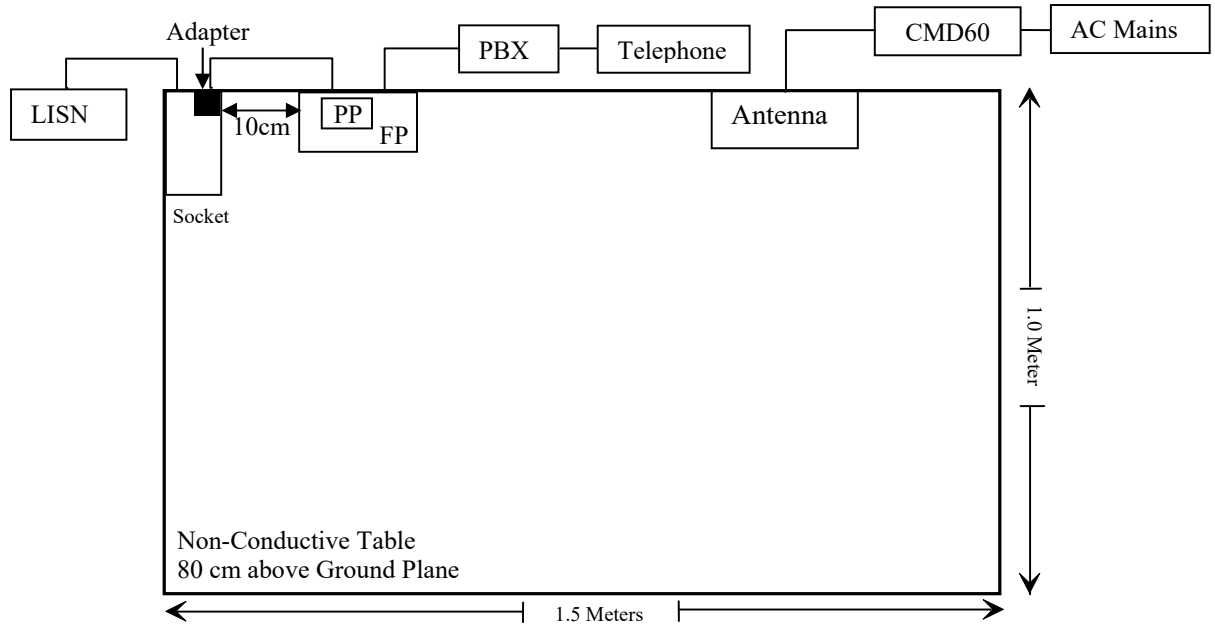 Adapter
CMD60
AC Mains
PBX
Telephone
LISN
10cm
PP
FP
Antenna
Socket
1.0 Meter
Non-Conductive Table
80 cm above Ground Plane
1.5 Meters